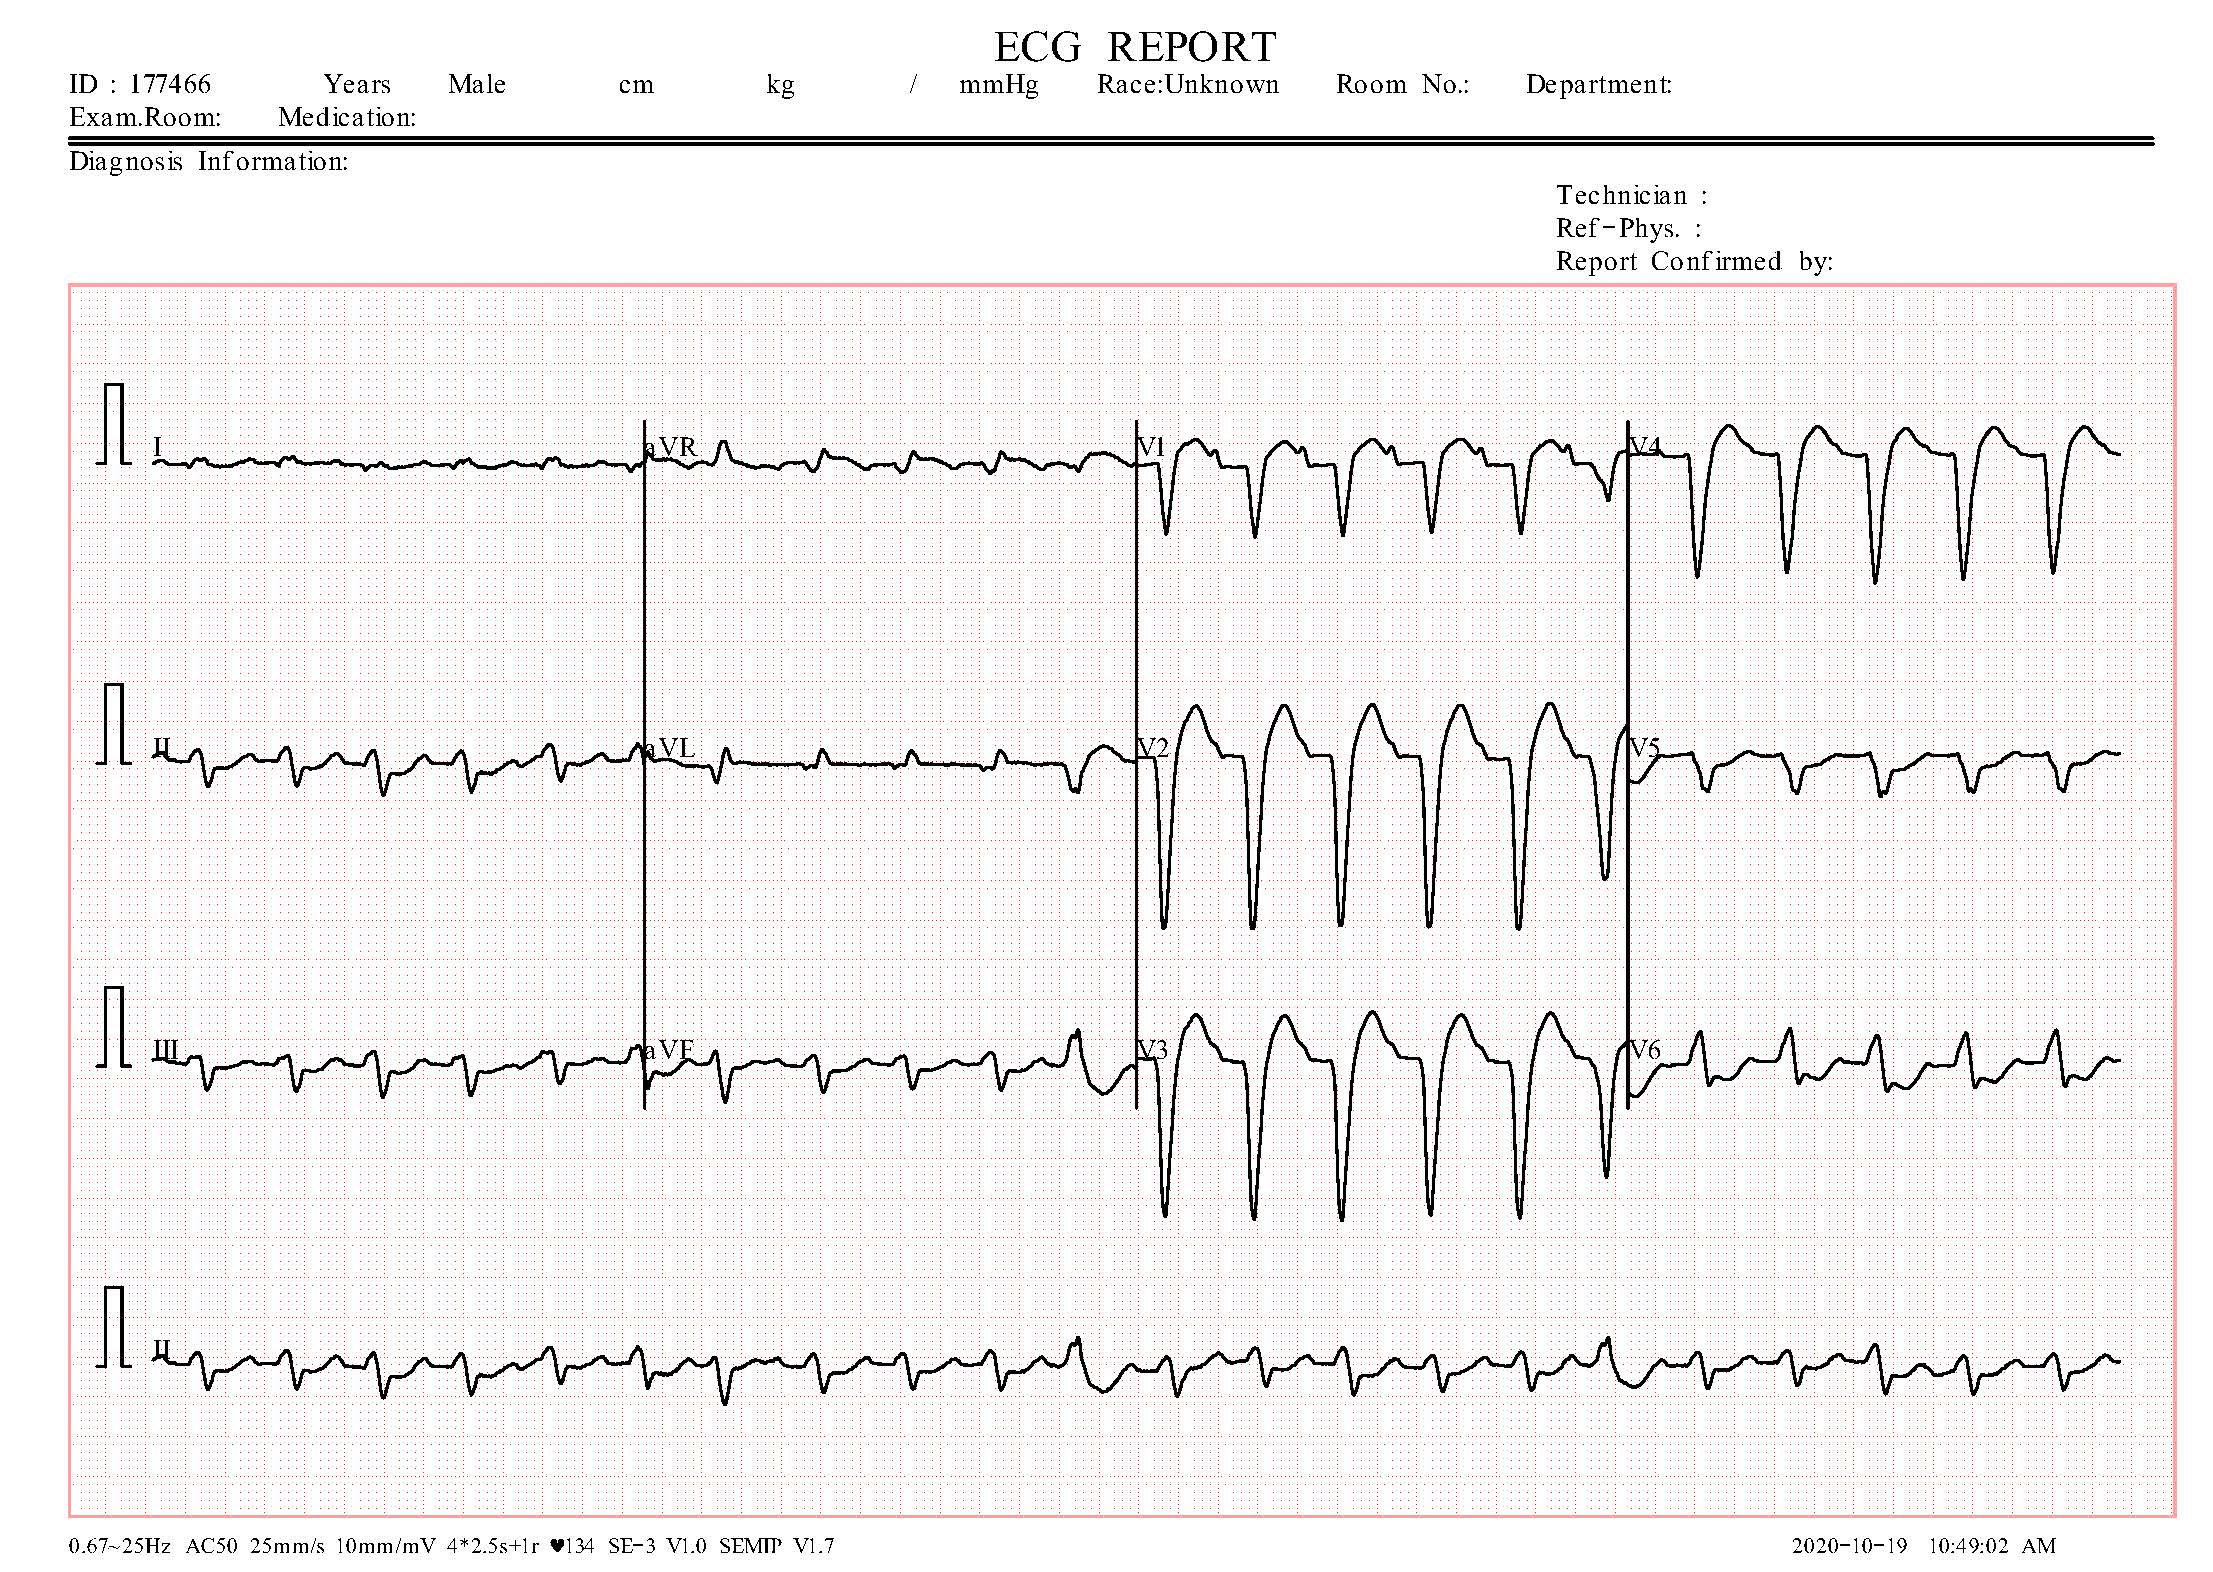 ECG REPORT
ID : 177466 Years Male cm kg / mmHg Race:Unknown Room No.: Department:
Exam.Room: Medication:
Diagnosis Information:
Technician :
Ref-Phys. :
Report Confirmed by:
I aVR V1 V4
II aVL V2 V5
III aVF V3 V6
II
0.67~25Hz AC50 25mm/s 10mm/mV 4*2.5s+1r ♥134 SE-3 V1.0 SEMIP V1.7 2020-10-19 10:49:02 AM